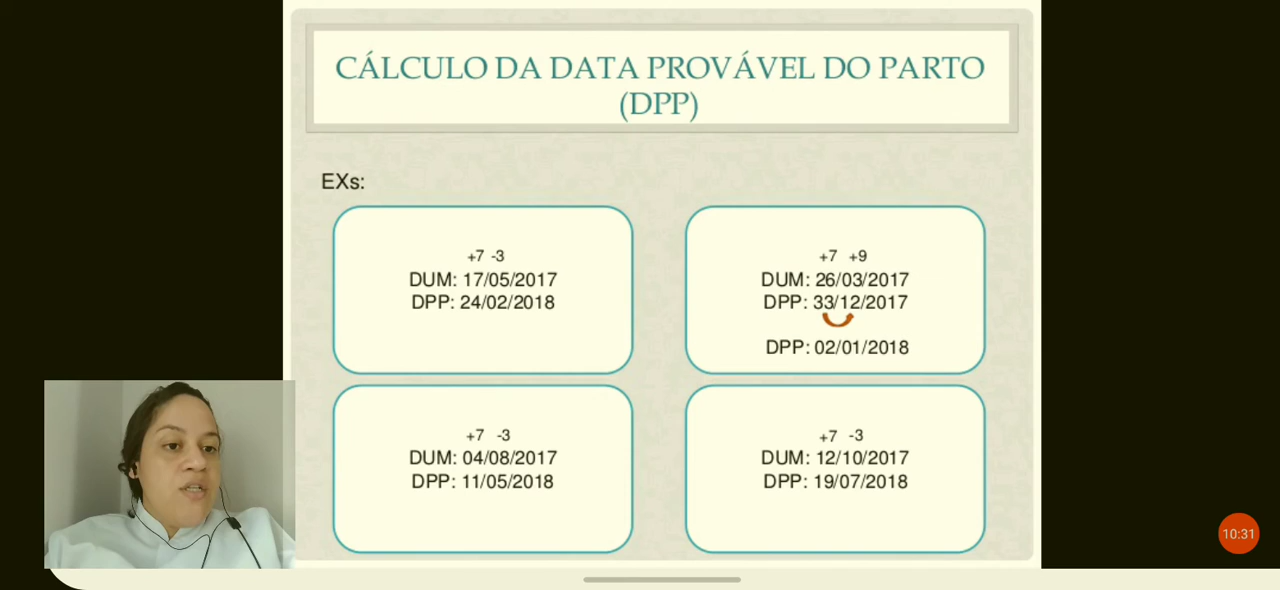 CÁLCULO DA DATA PROVÁVEL DO PARTO
(DPP)
EXs:
+7 -3
DUM: 17/05/2017
DPP: 24/02/2018
+7 +9
DUM: 26/03/2017
DPP: 33/12/2017
DPP: 02/01/2018
+7 -3
DUM: 04/08/2017
DPP: 11/05/2018
+7 -3
DUM: 12/10/2017
DPP: 19/07/2018
10:31